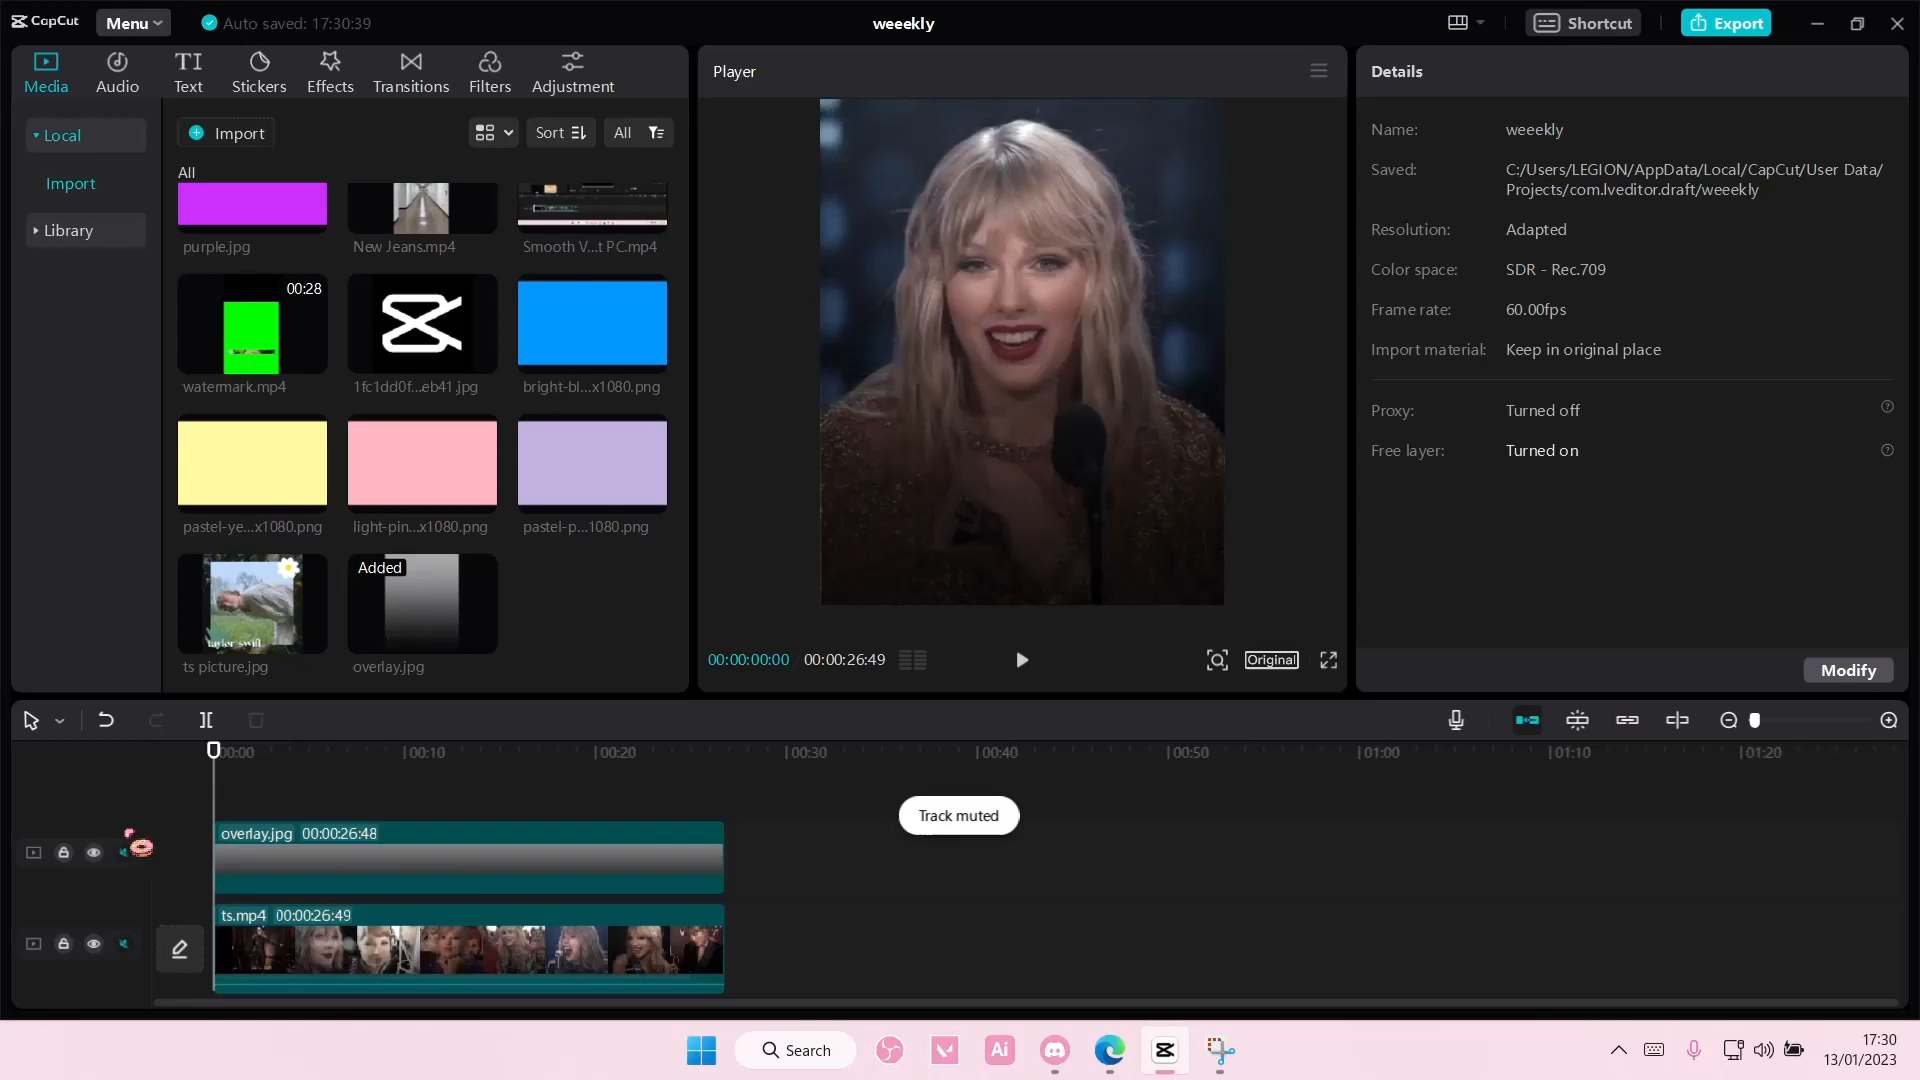 CapCut
Menu
Auto saved: 17:30:39
weeekly
Shortcut
Export
Media
Audio
TI
Text
Stickers
Effects
Transitions
Filters
Adjustment
Local
Import
Library
Import
Sort
All
All
purple.jpg
New Jeans.mp4
Smooth V...t PC.mp4
00:28
watermark.mp4
1fc1dd0f...eb41.jpg
bright-bl...x1080.png
pastel-ye...x1080.png
light-pin...x1080.png
pastel-p...1080.png
taylor swift
ts picture.jpg
Added
overlay.jpg
Player
00:00:00:00
00:00:26:49
Original
Details
Name: weeekly
Saved: C:/Users/LEGION/AppData/Local/CapCut/User Data/
Projects/com.lveditor.draft/weeekly
Resolution: Adapted
Color space: SDR - Rec.709
Frame rate: 60.00fps
Import material: Keep in original place
Proxy: Turned off
Free layer: Turned on
Modify
00:00
00:10
00:20
00:30
00:40
00:50
01:00
01:10
01:20
Track muted
overlay.jpg 00:00:26:48
ts.mp4 00:00:26:49
Search
Ai
17:30
13/01/2023